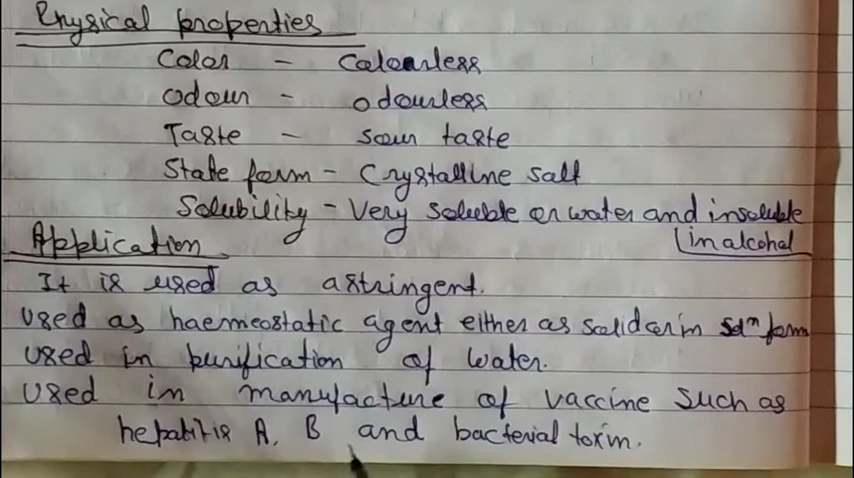 Physical properties
Color - Colourless
Odour - odourless
Taste - Sour taste
State form - Crystalline salt
Solubility - Very soluble in water and insoluble
in alcohol
Application
It is used as astringent.
Used as haemeostatic agent either as solid or in solⁿ form
used in purification of water.
Used in manufacture of vaccine such as
hepatitis A, B and bacterial toxin.